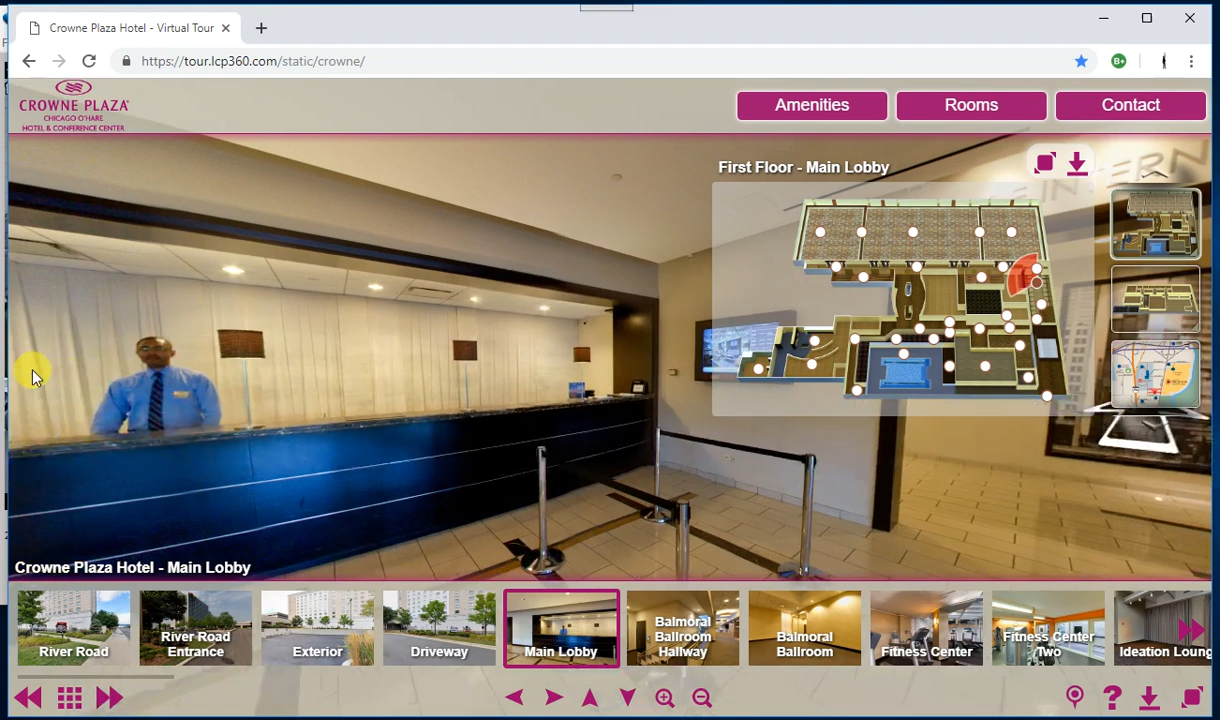 Crowne Plaza Hotel - Virtual Tour
https://tour.lcp360.com/static/crowne/
CROWNE PLAZA
CHICAGO O'HARE
HOTEL & CONFERENCE CENTER
Amenities
Rooms
Contact
First Floor - Main Lobby
Crowne Plaza Hotel - Main Lobby
River Road
River Road
Entrance
Exterior
Driveway
Main Lobby
Balmoral
Ballroom
Hallway
Balmoral
Ballroom
Fitness Center
Fitness Center
Two
Ideation Loung